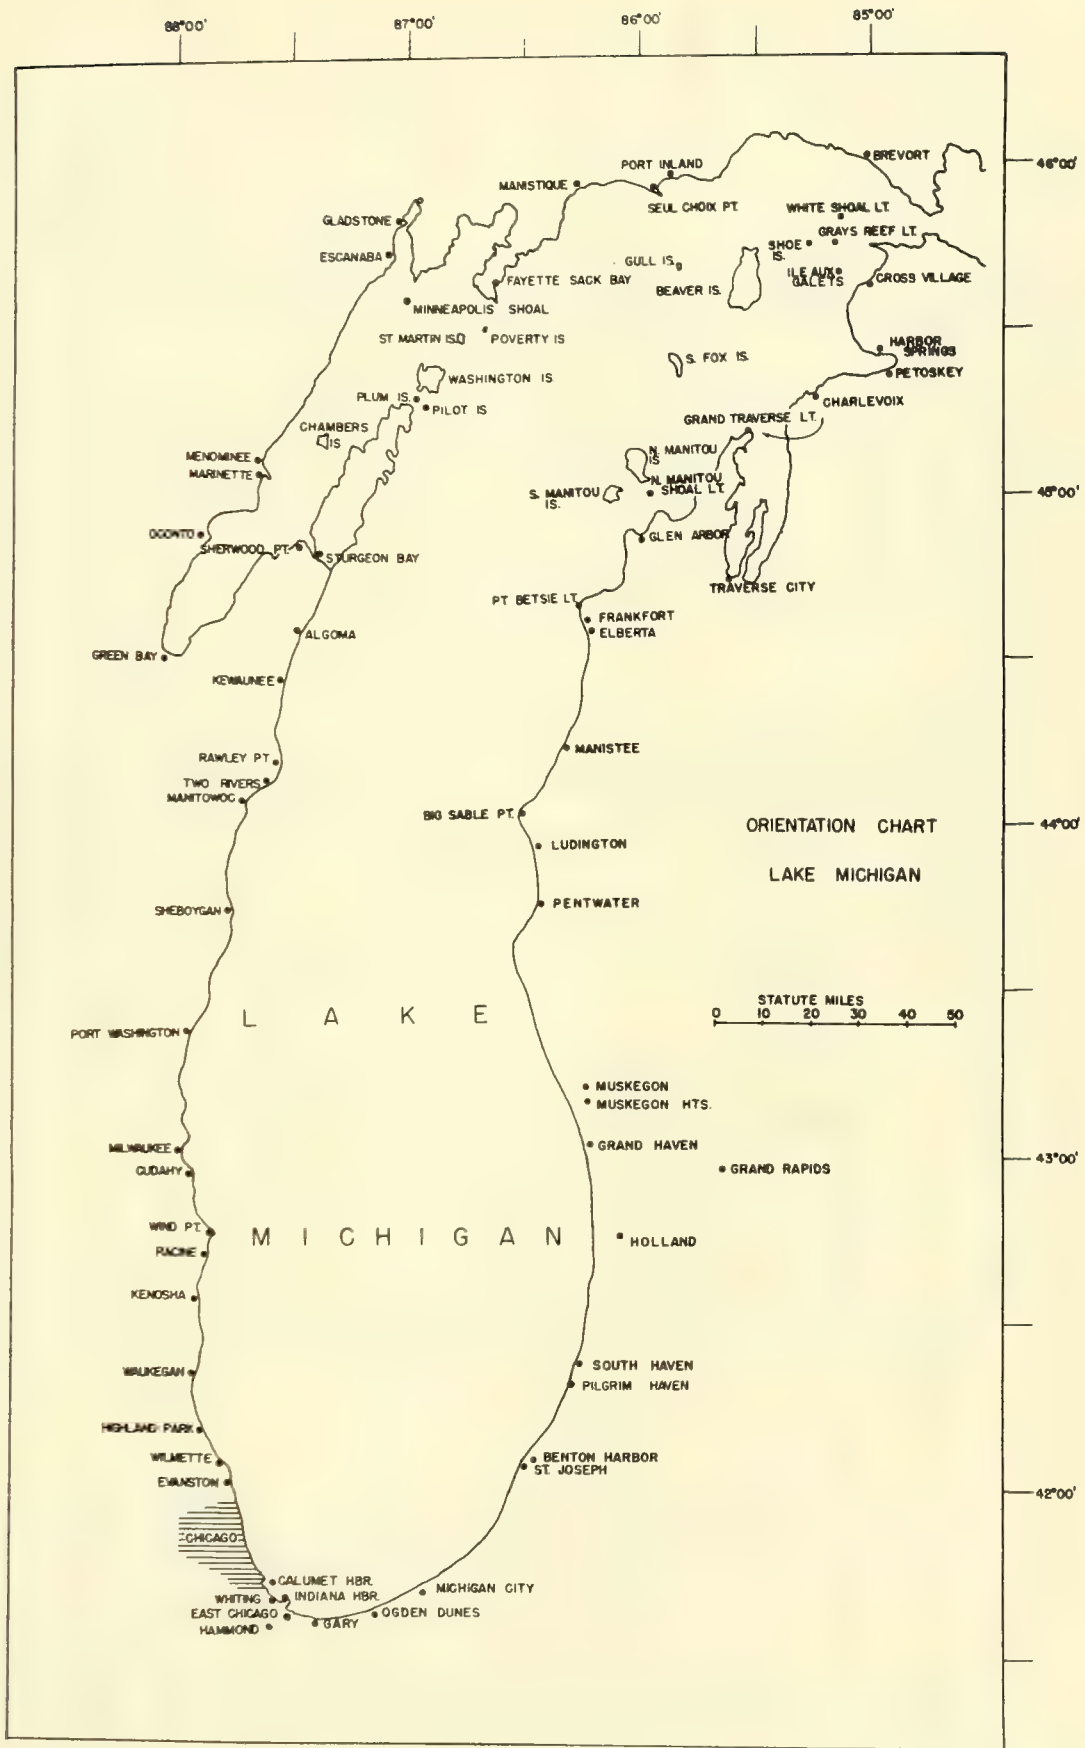 88°00'
87°00'
86°00'
85°00'
46°00'
45°00'
44°00'
43°00'
42°00'
BREVORT
PORT INLAND
MANISTIQUE
SEUL CHOIX PT.
WHITE SHOAL LT.
GRAYS REEF LT.
SHOE
IS.
GLADSTONE
ESCANABA
GULL IS.
BEAVER IS.
ILE AUX
GALETS
CROSS VILLAGE
FAYETTE SACK BAY
MINNEAPOLIS SHOAL
ST MARTIN IS.
POVERTY IS
HARBOR
SPRINGS
S. FOX IS.
PETOSKEY
WASHINGTON IS
PLUM IS.
PILOT IS
CHARLEVOIX
GRAND TRAVERSE LT.
CHAMBERS
IS
N. MANITOU
IS
MENOMINEE
MARINETTE
N. MANITOU
SHOAL LT.
S. MANITOU
IS.
OCONTO
GLEN ARBOR
SHERWOOD PT.
STURGEON BAY
TRAVERSE CITY
PT. BETSIE LT.
FRANKFORT
ELBERTA
ALGOMA
GREEN BAY
KEWAUNEE
MANISTEE
RAWLEY PT.
TWO RIVERS
MANITOWOC
BIG SABLE PT.
ORIENTATION CHART
LAKE MICHIGAN
LUDINGTON
PENTWATER
SHEBOYGAN
STATUTE MILES
0 10 20 30 40 50
LAKE
PORT WASHINGTON
MUSKEGON
MUSKEGON HTS.
MILWAUKEE
GRAND HAVEN
CUDAHY
GRAND RAPIDS
WIND PT.
MICHIGAN
HOLLAND
RACINE
KENOSHA
SOUTH HAVEN
WAUKEGAN
PILGRIM HAVEN
HIGHLAND PARK
WILMETTE
BENTON HARBOR
ST. JOSEPH
EVANSTON
CHICAGO
CALUMET HBR.
MICHIGAN CITY
WHITING
INDIANA HBR.
EAST CHICAGO
OGDEN DUNES
HAMMOND
GARY